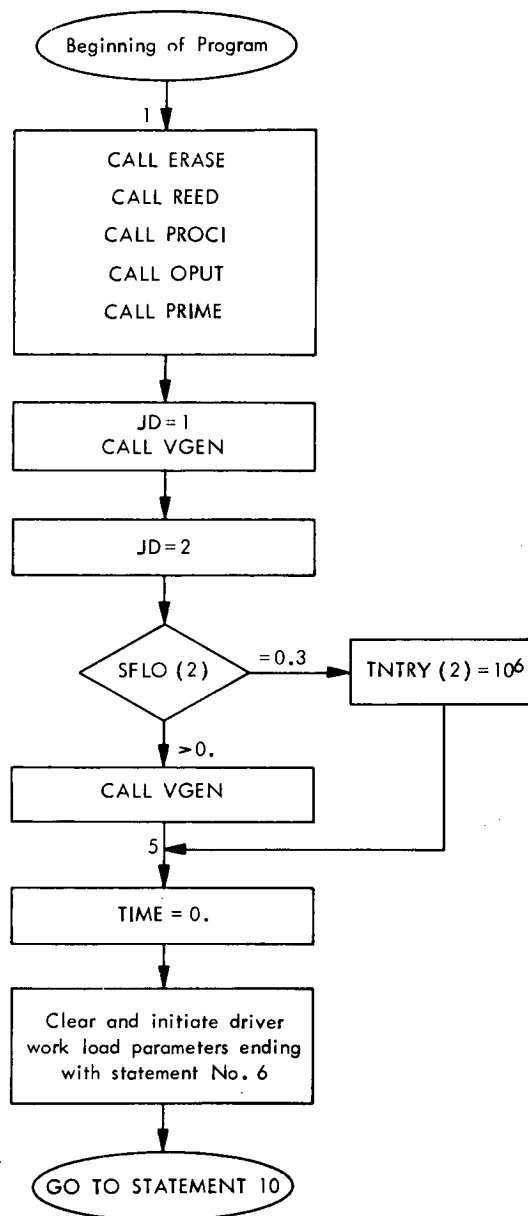 Beginning of Program
1
CALL ERASE
CALL REED
CALL PROCI
CALL OPUT
CALL PRIME
JD=1
CALL VGEN
JD=2
SFLO (2)
=0.3
TNTRY (2) = 10⁶
>0.
CALL VGEN
5
TIME = 0.
Clear and initiate driver
work load parameters ending
with statement No. 6
GO TO STATEMENT 10